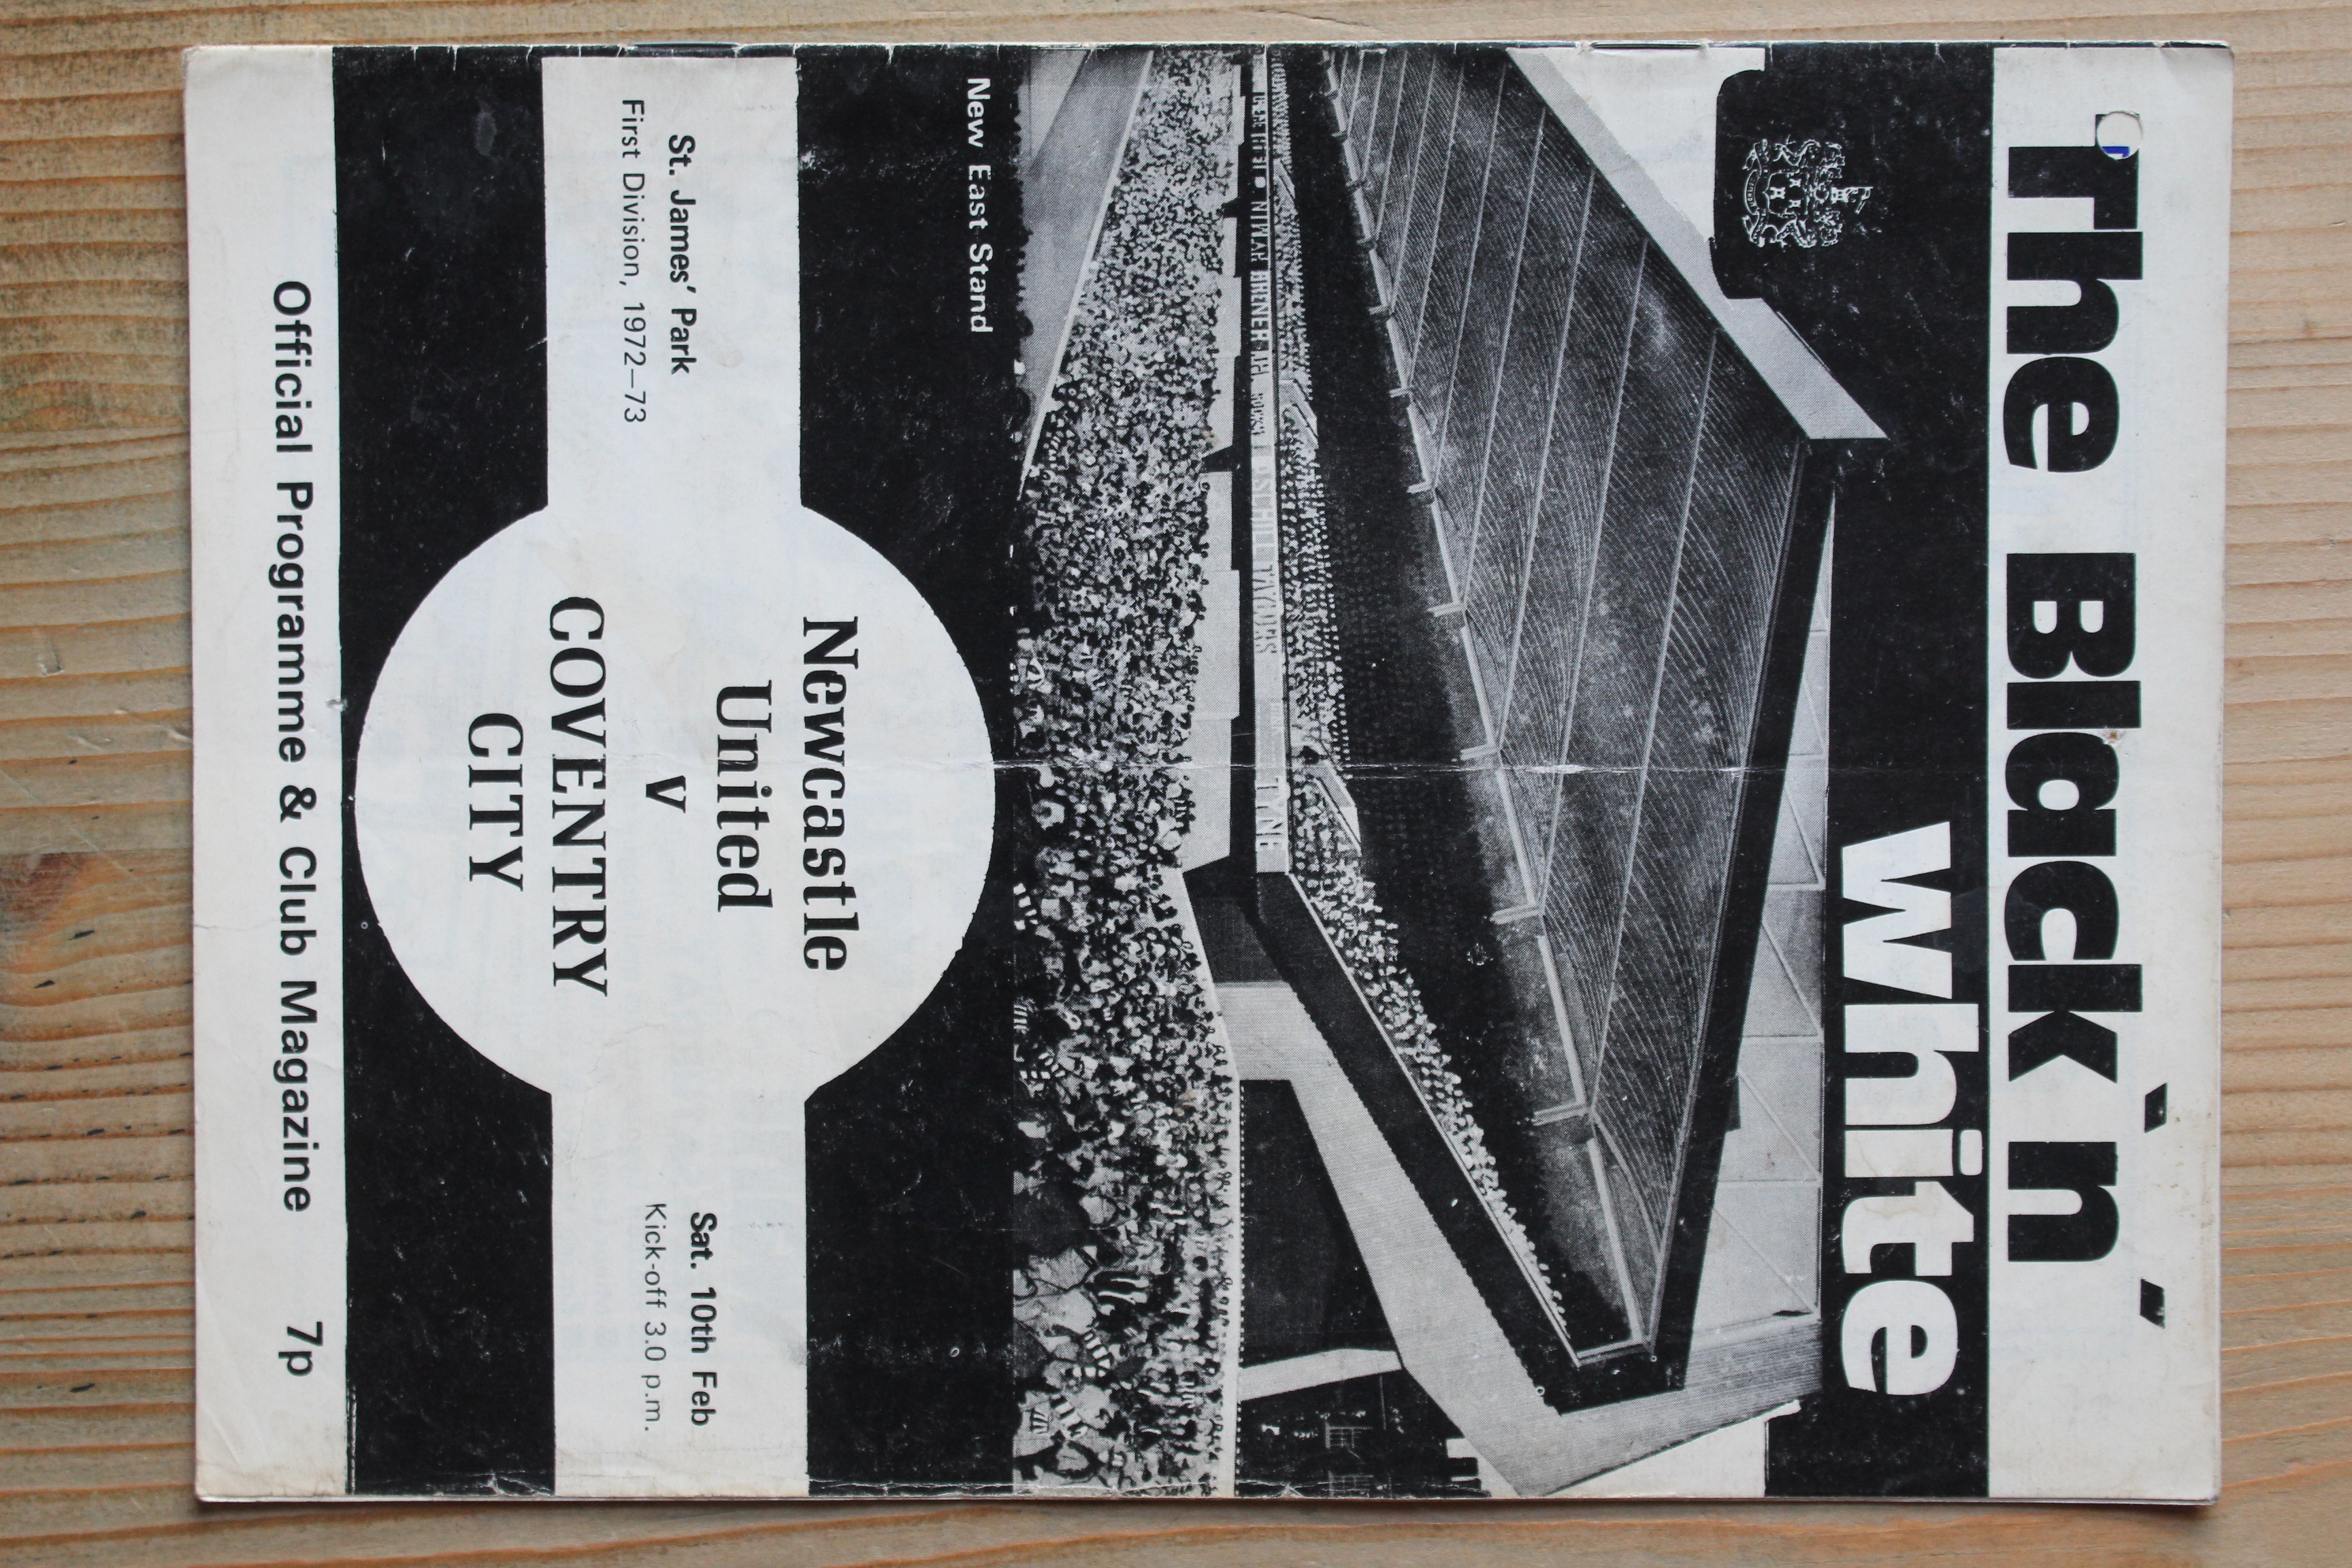 The Black ‘n’
white
New East Stand
St. James' Park
First Division, 1972–73
Newcastle
United
v
COVENTRY
CITY
Sat. 10th Feb
Kick-off 3.0 p.m.
Official Programme & Club Magazine 7p